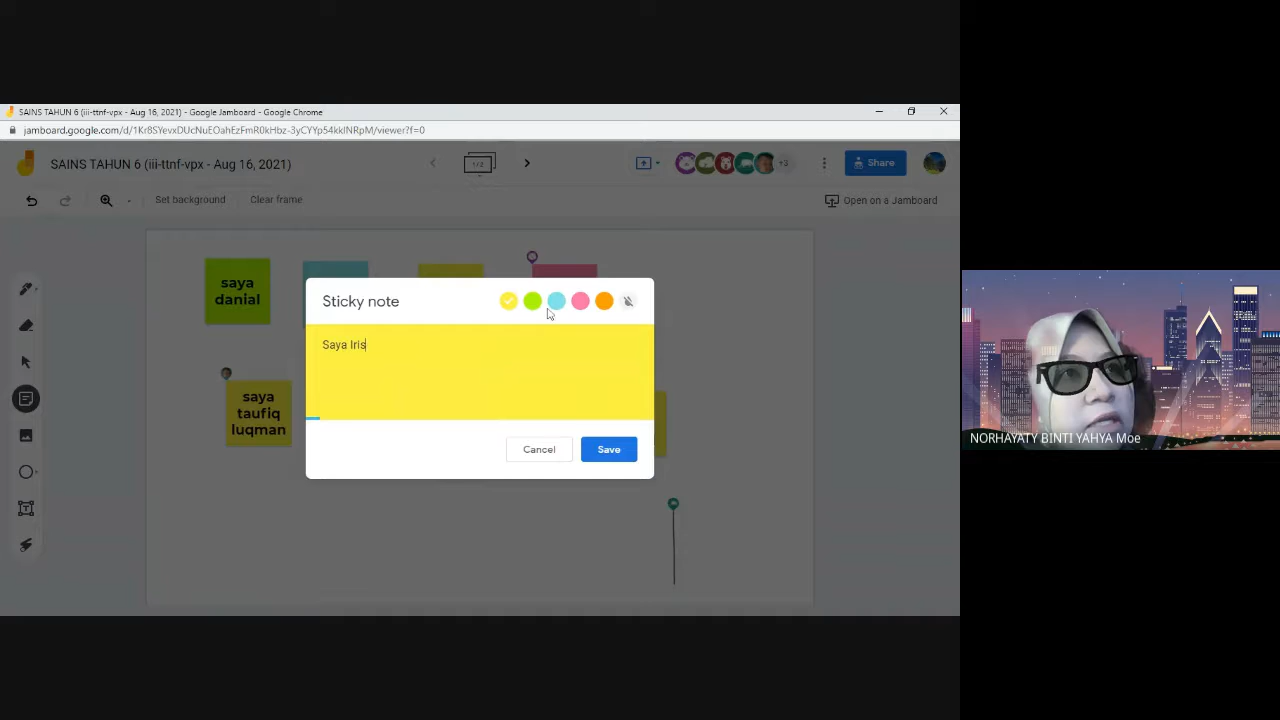 SAINS TAHUN 6 (iii-ttnf-vpx - Aug 16, 2021) - Google Jamboard - Google Chrome
jamboard.google.com/d/1Kr8SYevxDUcNuEOahEzFmR0kHbz-3yCYYp54kkINRpM/viewer?f=0
SAINS TAHUN 6 (iii-ttnf-vpx - Aug 16, 2021)
1/2
+3
Share
Set background
Clear frame
Open on a Jamboard
saya
danial
Sticky note
Saya Iris
saya
taufiq
luqman
Cancel
Save
NORHAYATY BINTI YAHYA Moe